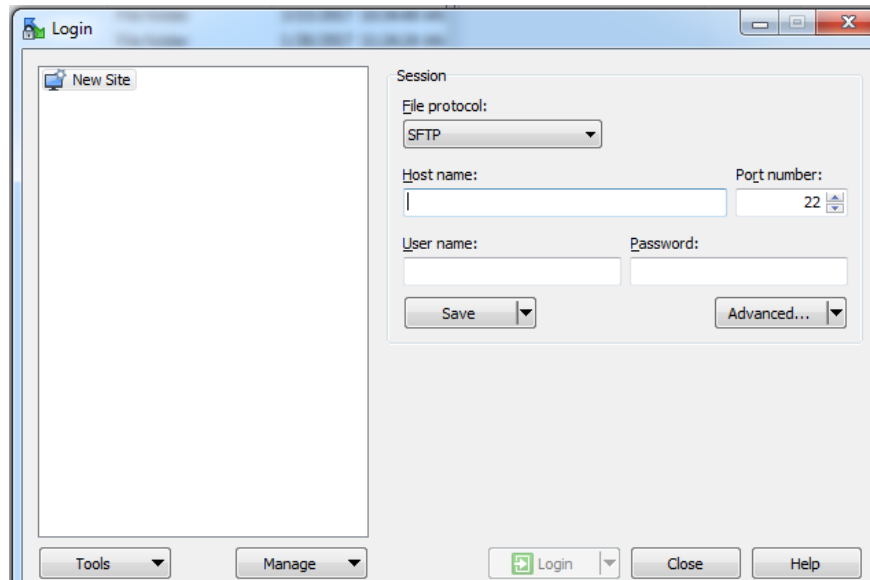 Login
New Site
Session
File protocol:
SFTP
Host name: Port number:
22
User name: Password:
Save Advanced...
Tools Manage Login Close Help